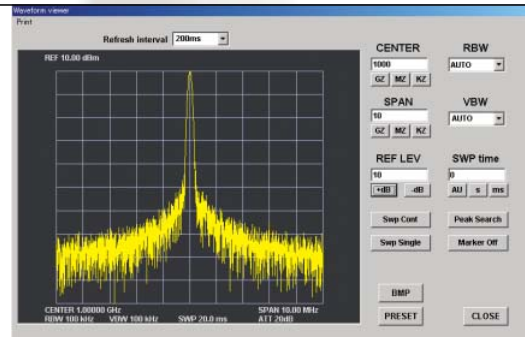 Waveform viewer
Print
Refresh interval 200ms
REF 10.00 dBm
CENTER 1.00000 GHz SPAN 10.00 MHz
RBW 100 kHz VBW 100 kHz SWP 20.0 ms ATT 20dB
CENTER RBW
1000 AUTO
GZ MZ KZ
SPAN VBW
10 AUTO
GZ MZ KZ
REF LEV SWP time
10 0
+dB -dB AU s ms
Swp Cont Peak Search
Swp Single Marker Off
BMP
PRESET CLOSE